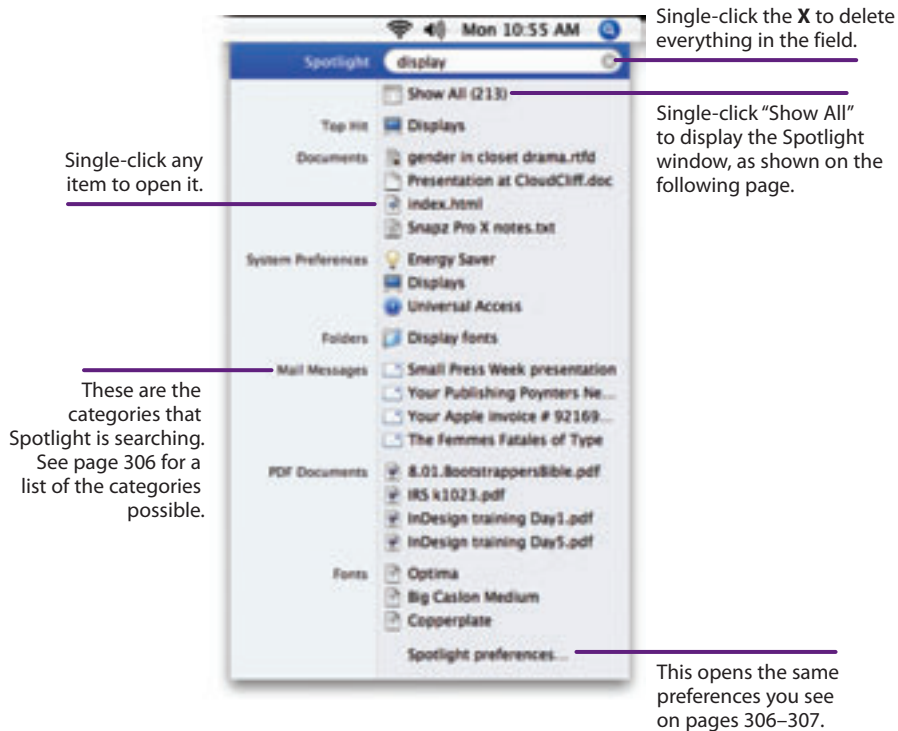 Mon 10:55 AM
Single-click the X to delete
everything in the field.
Spotlight display
Show All (213)
Single-click “Show All”
to display the Spotlight
window, as shown on the
following page.
Top Hit Displays
Single-click any
item to open it.
Documents gender in closet drama.rtfd
Presentation at CloudCliff.doc
index.html
Snapz Pro X notes.txt
System Preferences Energy Saver
Displays
Universal Access
Folders Display fonts
Mail Messages Small Press Week presentation
Your Publishing Poynters Ne...
Your Apple Invoice # 92169...
The Femmes Fatales of Type
These are the
categories that
Spotlight is searching.
See page 306 for a
list of the categories
possible.
PDF Documents 8.01.BootstrappersBible.pdf
IRS k1023.pdf
InDesign training Day1.pdf
InDesign training Day5.pdf
Fonts Optima
Big Caslon Medium
Copperplate
Spotlight preferences...
This opens the same
preferences you see
on pages 306–307.